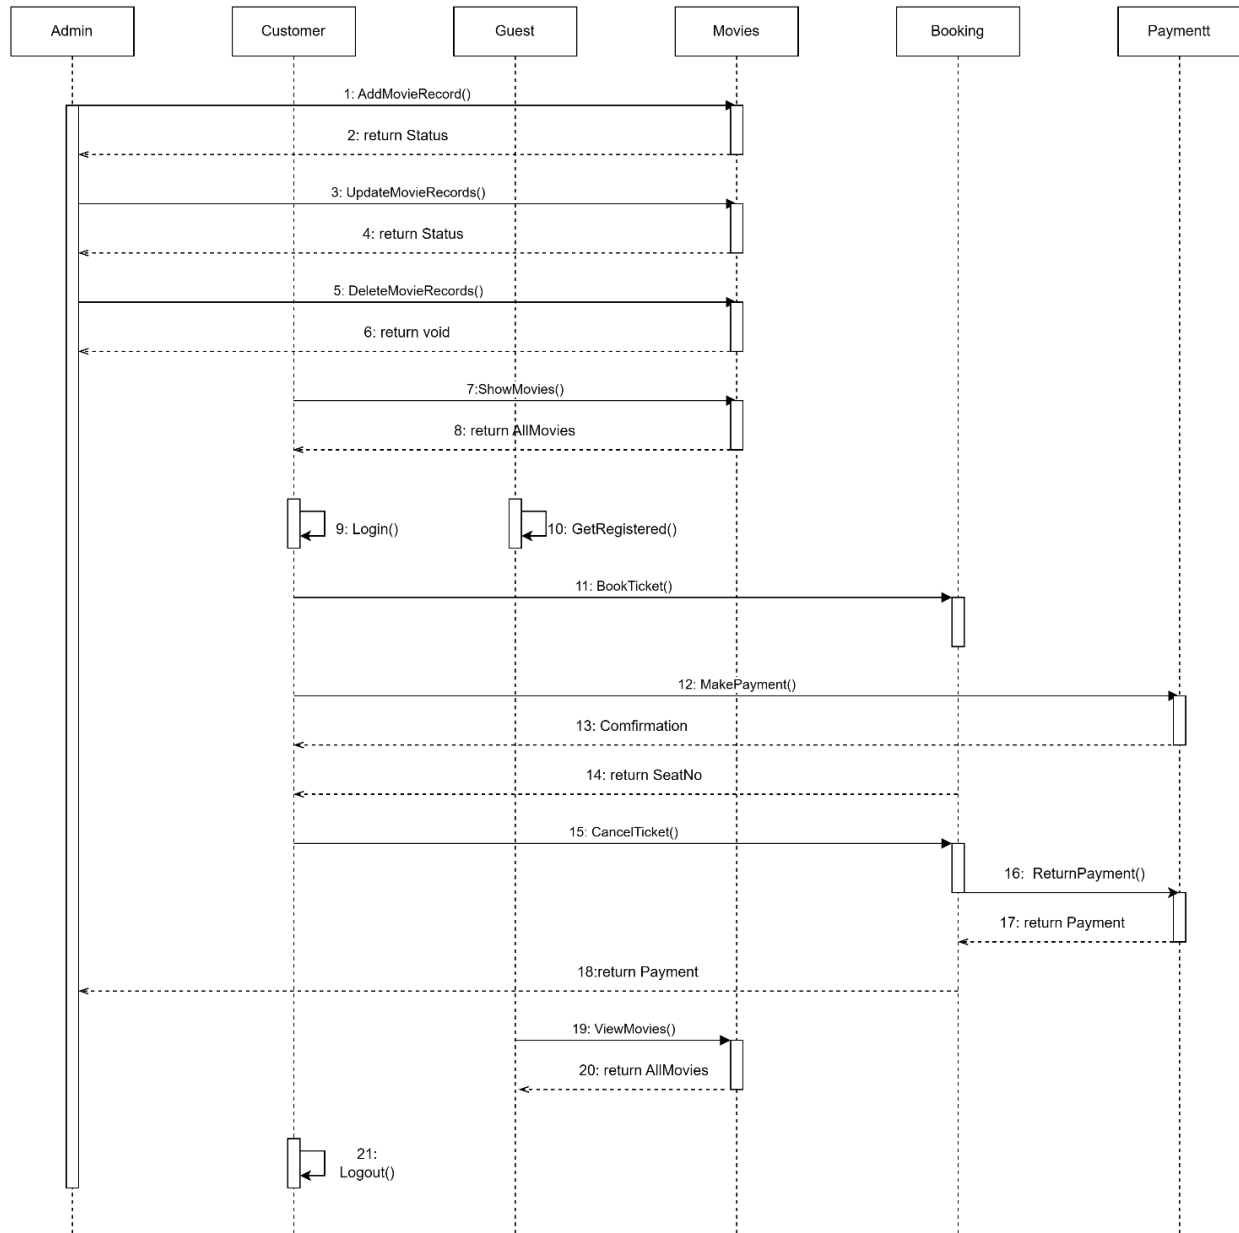 Admin
Customer
Guest
Movies
Booking
Paymentt
1: AddMovieRecord()
2: return Status
3: UpdateMovieRecords()
4: return Status
5: DeleteMovieRecords()
6: return void
7:ShowMovies()
8: return AllMovies
9: Login()
10: GetRegistered()
11: BookTicket()
12: MakePayment()
13: Comfirmation
14: return SeatNo
15: CancelTicket()
16: ReturnPayment()
17: return Payment
18:return Payment
19: ViewMovies()
20: return AllMovies
21:
Logout()